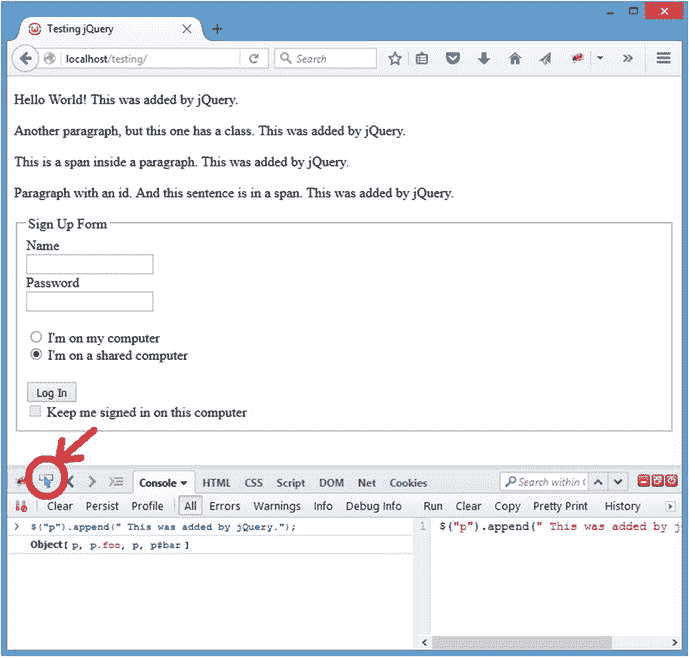 Testing jQuery
localhost/testing/
Search
Hello World! This was added by jQuery.
Another paragraph, but this one has a class. This was added by jQuery.
This is a span inside a paragraph. This was added by jQuery.
Paragraph with an id. And this sentence is in a span. This was added by jQuery.
Sign Up Form
Name
Password
I'm on my computer
I'm on a shared computer
Log In
Keep me signed in on this computer
Console HTML CSS Script DOM Net Cookies Search within
Clear Persist Profile All Errors Warnings Info Debug Info Run Clear Copy Pretty Print History
$("p").append(" This was added by jQuery.");
Object[ p, p.foo, p, p#bar ]
1 $("p").append(" This was added by j